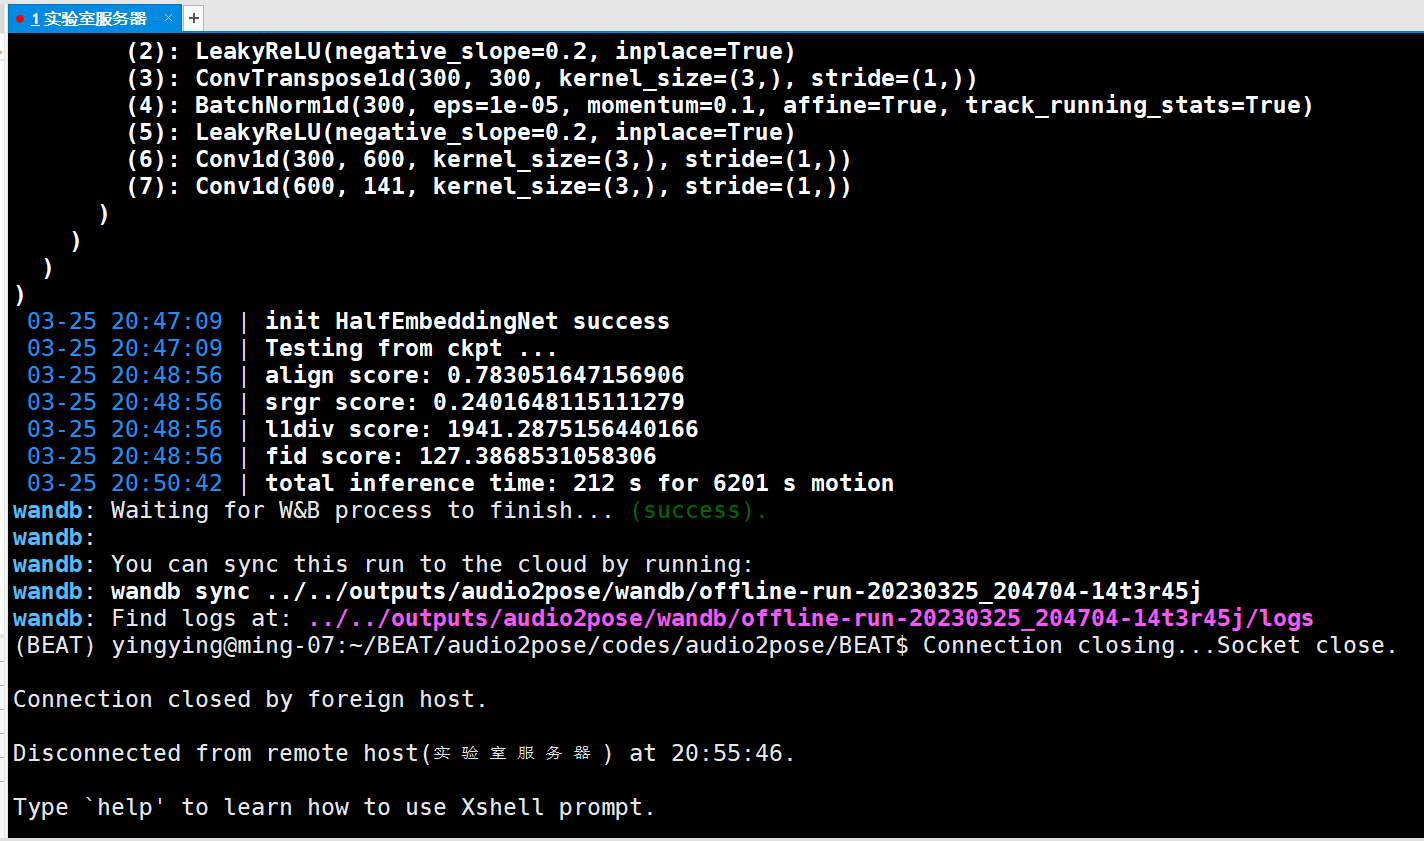 1 实验室服务器 × +
(2): LeakyReLU(negative_slope=0.2, inplace=True)
(3): ConvTranspose1d(300, 300, kernel_size=(3,), stride=(1,))
(4): BatchNorm1d(300, eps=1e-05, momentum=0.1, affine=True, track_running_stats=True)
(5): LeakyReLU(negative_slope=0.2, inplace=True)
(6): Conv1d(300, 600, kernel_size=(3,), stride=(1,))
(7): Conv1d(600, 141, kernel_size=(3,), stride=(1,))
)
)
)
)
03-25 20:47:09 | init HalfEmbeddingNet success
03-25 20:47:09 | Testing from ckpt ...
03-25 20:48:56 | align score: 0.783051647156906
03-25 20:48:56 | srgr score: 0.2401648115111279
03-25 20:48:56 | l1div score: 1941.2875156440166
03-25 20:48:56 | fid score: 127.3868531058306
03-25 20:50:42 | total inference time: 212 s for 6201 s motion
wandb: Waiting for W&B process to finish... (success).
wandb:
wandb: You can sync this run to the cloud by running:
wandb: wandb sync ../../outputs/audio2pose/wandb/offline-run-20230325_204704-14t3r45j
wandb: Find logs at: ../../outputs/audio2pose/wandb/offline-run-20230325_204704-14t3r45j/logs
(BEAT) yingying@ming-07:~/BEAT/audio2pose/codes/audio2pose/BEAT$ Connection closing...Socket close.
Connection closed by foreign host.
Disconnected from remote host(实验室服务器) at 20:55:46.
Type `help' to learn how to use Xshell prompt.